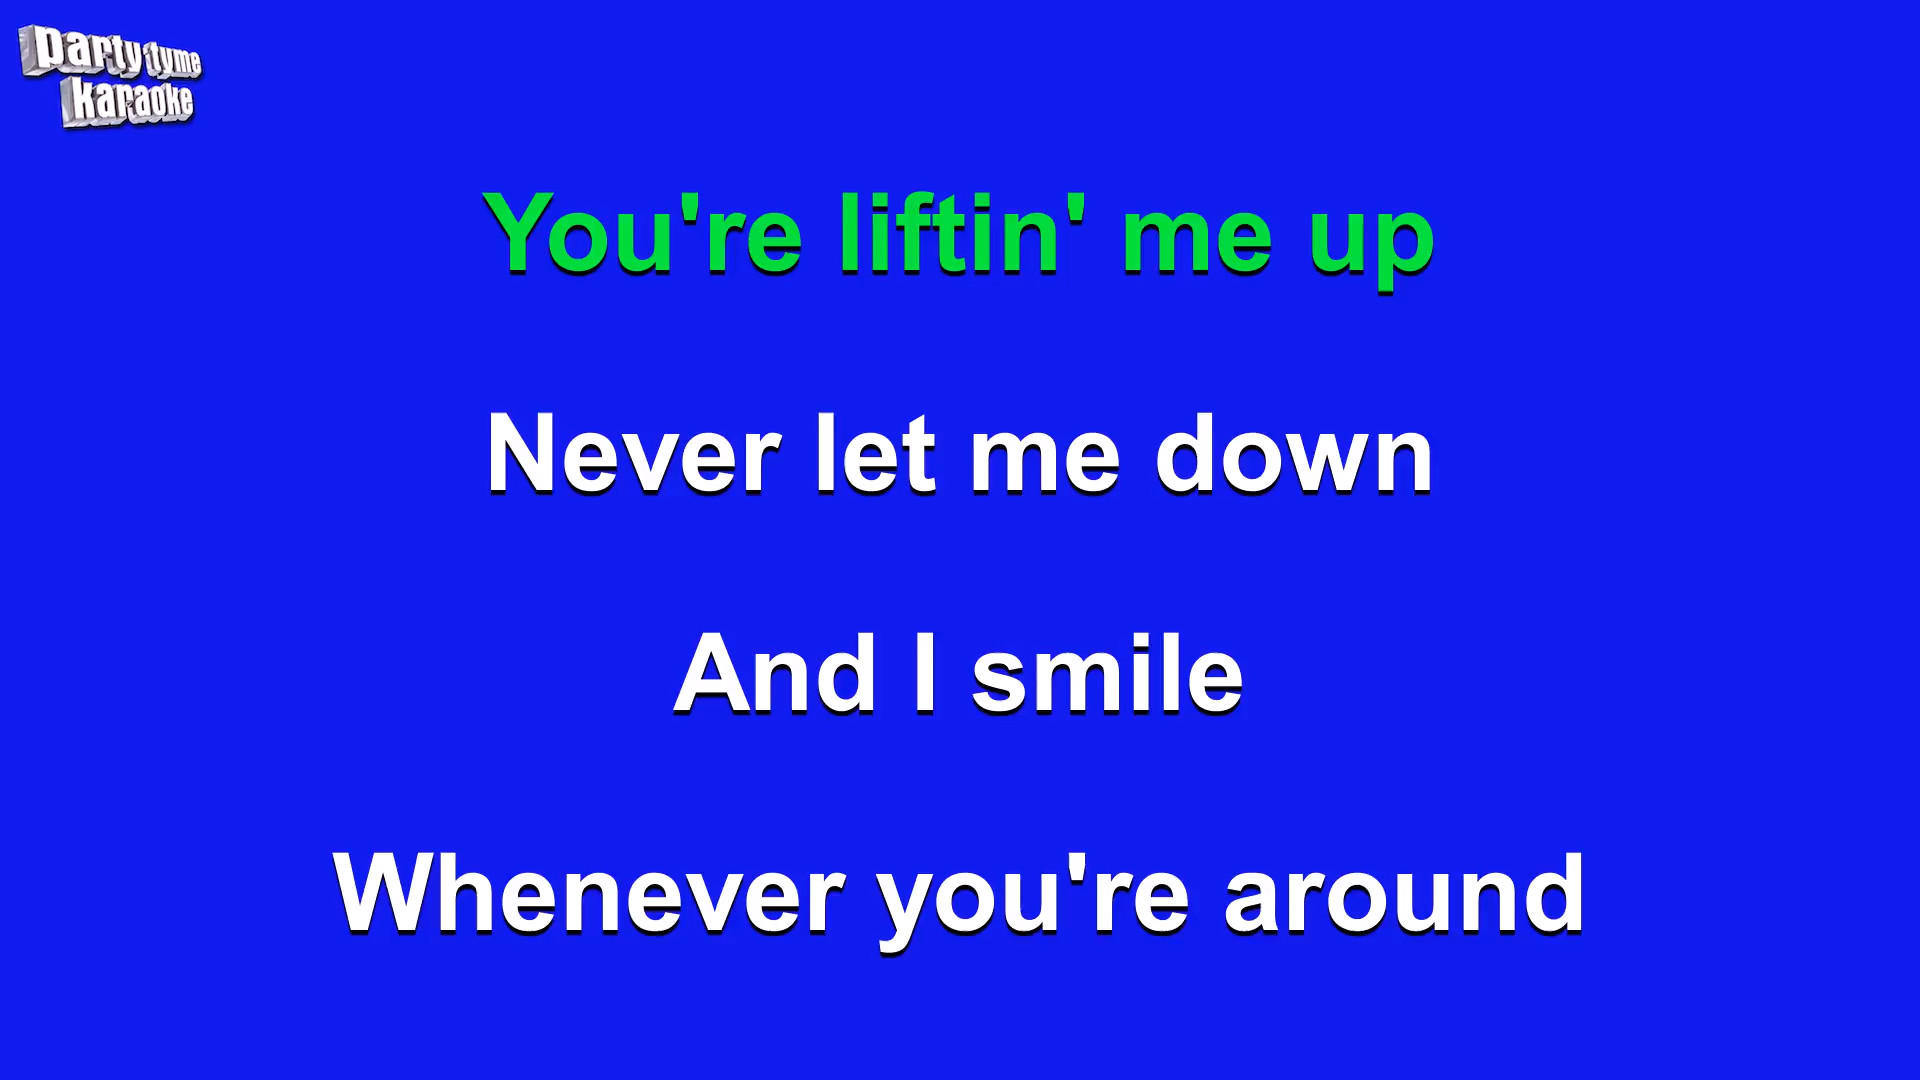 party tyme
karaoke
You're liftin' me up
Never let me down
And I smile
Whenever you're around